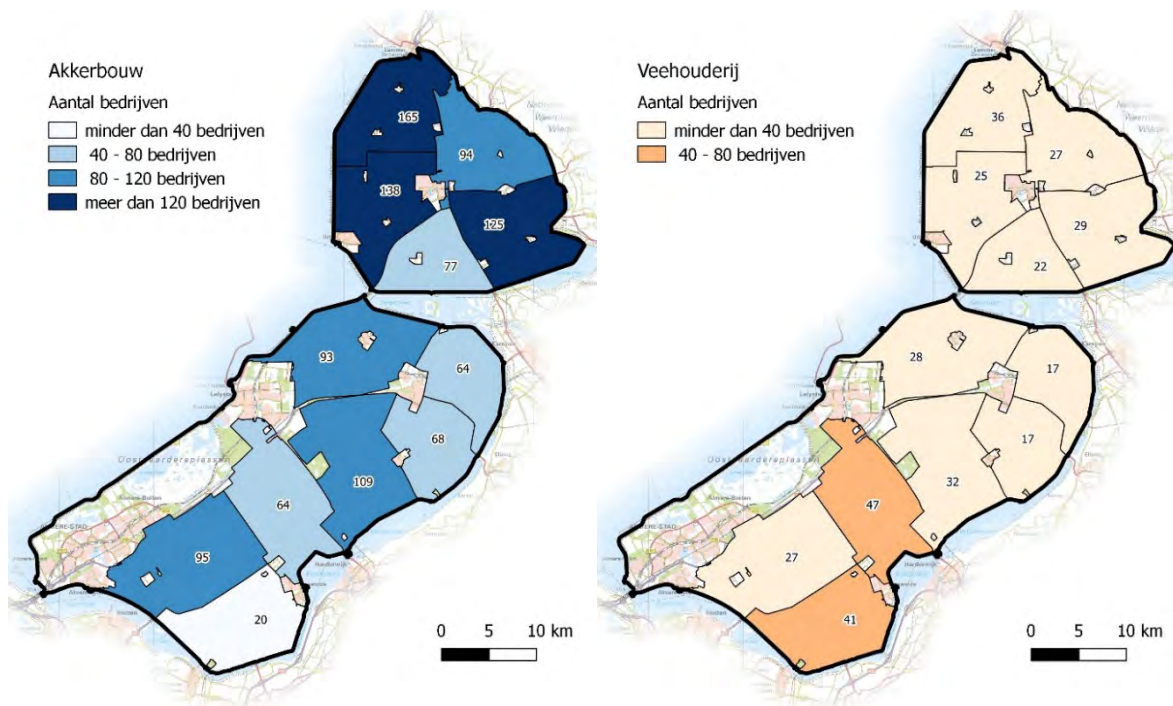 Akkerbouw
Aantal bedrijven
minder dan 40 bedrijven
40 - 80 bedrijven
80 - 120 bedrijven
meer dan 120 bedrijven
165
94
138
125
77
93
64
68
109
64
95
20
Oostvaardersplassen
0 5 10 km
Veehouderij
Aantal bedrijven
minder dan 40 bedrijven
40 - 80 bedrijven
36
27
25
29
22
28
17
17
32
47
27
41
Oostvaardersplassen
0 5 10 km